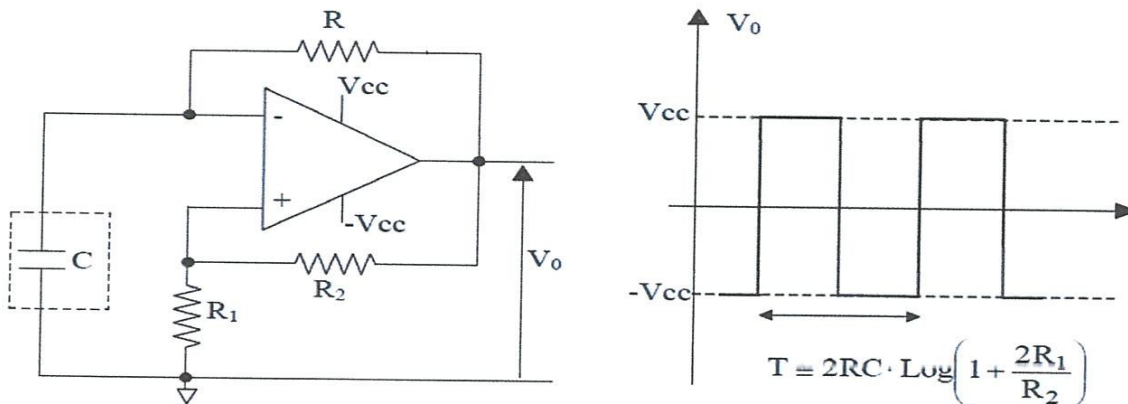 R
Vcc
-
+
-Vcc
C
R₂
R₁
V₀
V₀
Vcc
-Vcc
T = 2RC · Log(1 + 2R₁/R₂)